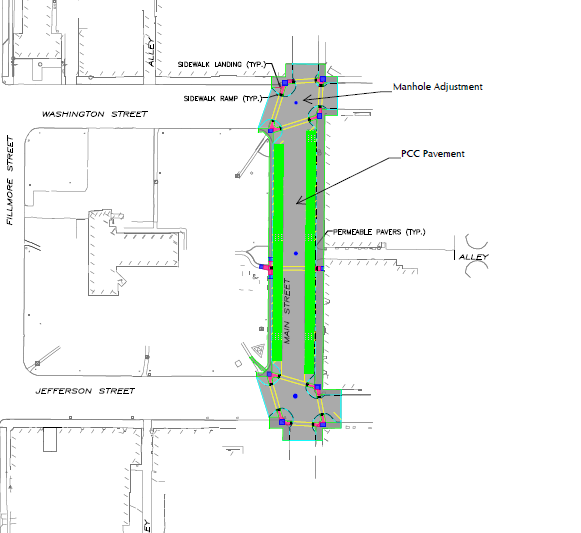 ALLEY
SIDEWALK LANDING (TYP.)
Manhole Adjustment
SIDEWALK RAMP (TYP.)
WASHINGTON STREET
FILLMORE STREET
PCC Pavement
PERMEABLE PAVERS (TYP.)
ALLEY
MAIN STREET
JEFFERSON STREET
EY